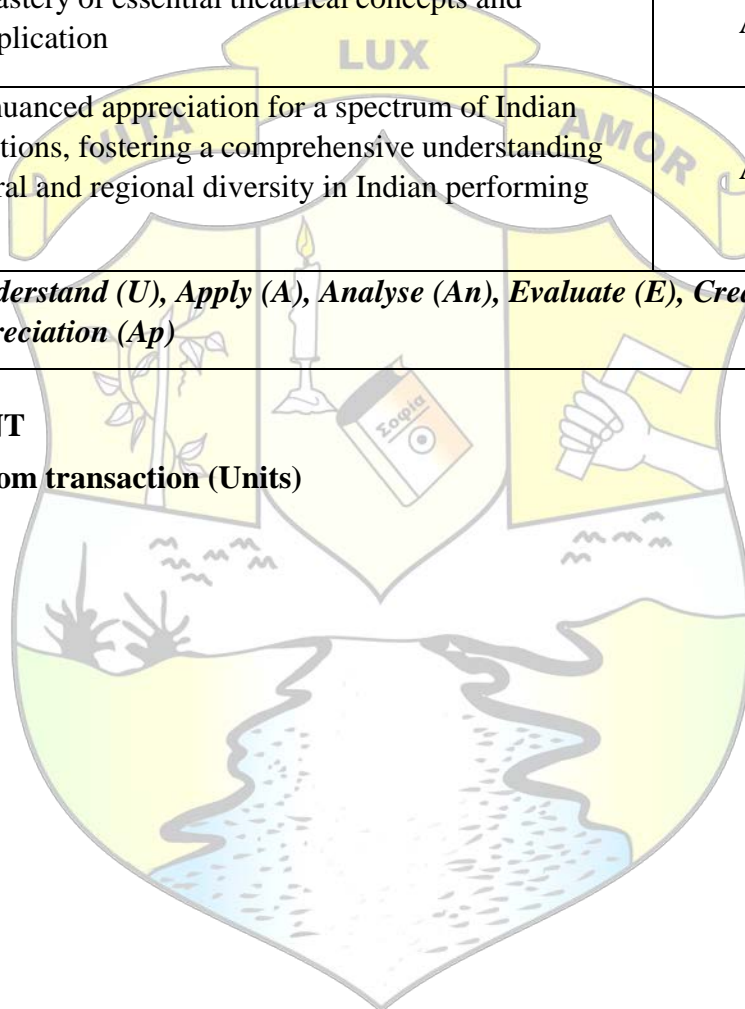 astery of essential theatrical concepts and
plication
A
LUX
VITA
AMOR
nuanced appreciation for a spectrum of Indian
tions, fostering a comprehensive understanding
ral and regional diversity in Indian performing
A
derstand (U), Apply (A), Analyse (An), Evaluate (E), Crea
reciation (Ap)
Σοφία
NT
om transaction (Units)